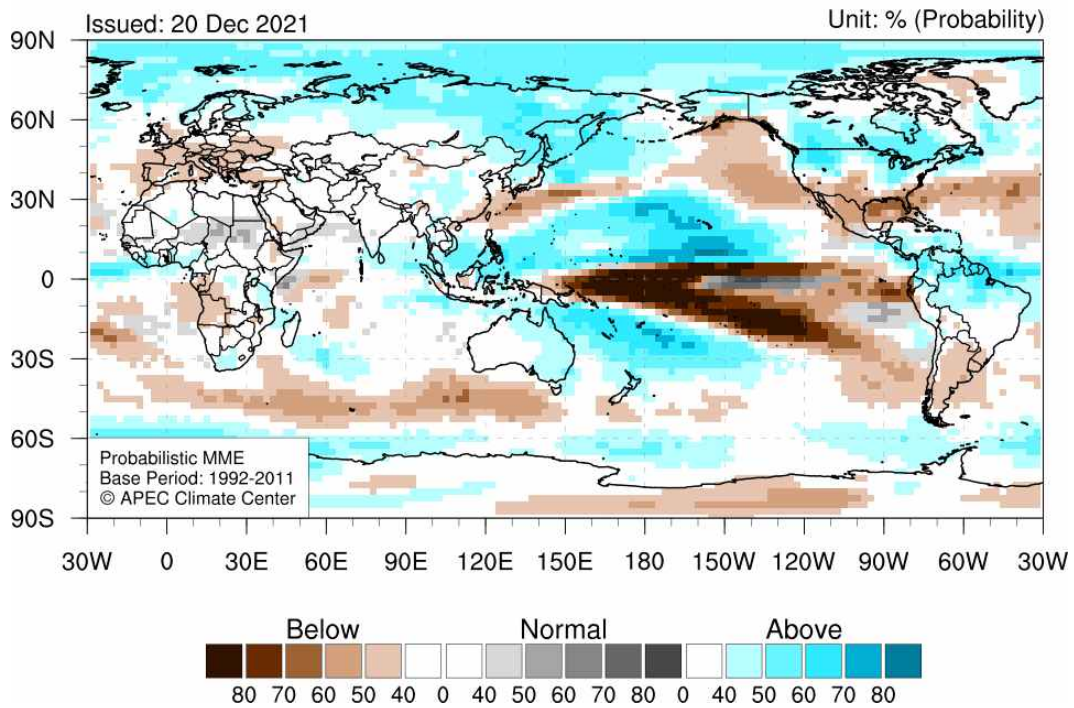 Issued: 20 Dec 2021 Unit: % (Probability)
90N
60N
30N
0
30S
60S
90S
Probabilistic MME
Base Period: 1992-2011
© APEC Climate Center
30W 0 30E 60E 90E 120E 150E 180 150W 120W 90W 60W 30W
Below Normal Above
80 70 60 50 40 0 40 50 60 70 80 0 40 50 60 70 80